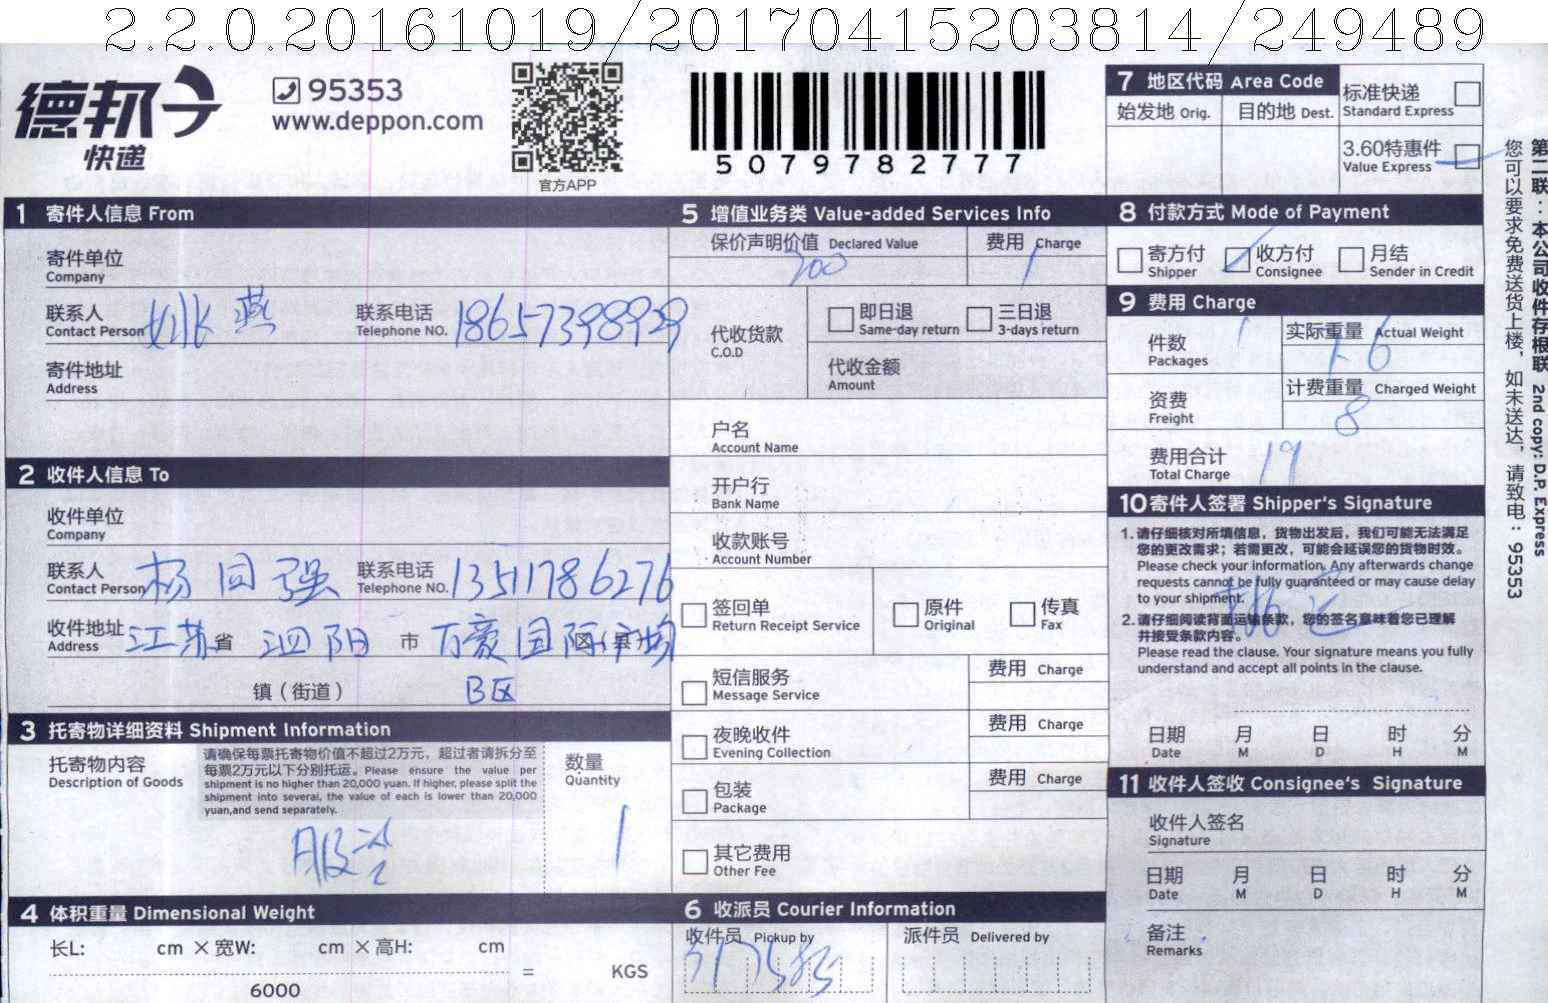 2.2.0.20161019/20170415203814/249489
德邦
快递
95353
www.deppon.com
官方APP
5079782777
7 地区代码 Area Code
始发地 Orig.
目的地 Dest.
标准快递
Standard Express
3.60特惠件
Value Express
1 寄件人信息 From
寄件单位
Company
联系人
Contact Person
燕
联系电话
Telephone NO.
18657398929
寄件地址
Address
2 收件人信息 To
收件单位
Company
联系人
Contact Person
杨国强
联系电话
Telephone NO.
13511786276
收件地址
Address
江苏 省 泗阳 市 万豪国际 区(县)
镇（街道）
B区
3 托寄物详细资料 Shipment Information
托寄物内容
Description of Goods
请确保每票托寄物价值不超过2万元，超过者请拆分至
每票2万元以下分别托运。Please ensure the value per
shipment is no higher than 20,000 yuan. If higher, please split the
shipment into several, the value of each is lower than 20,000
yuan,and send separately.
数量
Quantity
服装
1
4 体积重量 Dimensional Weight
长L: cm × 宽W: cm × 高H: cm
= KGS
6000
5 增值业务类 Value-added Services Info
保价声明价值 Declared Value
费用 Charge
200
1
代收货款
C.O.D
即日退
Same-day return
三日退
3-days return
代收金额
Amount
户名
Account Name
开户行
Bank Name
收款账号
Account Number
签回单
Return Receipt Service
原件
Original
传真
Fax
短信服务
Message Service
费用 Charge
夜晚收件
Evening Collection
费用 Charge
包装
Package
费用 Charge
其它费用
Other Fee
6 收派员 Courier Information
收件员 Pickup by
派件员 Delivered by
8 付款方式 Mode of Payment
寄方付
Shipper
收方付
Consignee
月结
Sender in Credit
9 费用 Charge
件数
Packages
1
实际重量 Actual Weight
资费
Freight
计费重量 Charged Weight
8
费用合计
Total Charge
19
10 寄件人签署 Shipper's Signature
1. 请仔细核对所填信息，货物出发后，我们可能无法满足
您的更改需求；若需更改，可能会延误您的货物时效。
Please check your information. Any afterwards change
requests cannot be fully guaranteed or may cause delay
to your shipment.
2. 请仔细阅读背面运输条款，您的签名意味着您已理解
并接受条款内容。
Please read the clause. Your signature means you fully
understand and accept all points in the clause.
日期 月 日 时 分
Date M D H M
11 收件人签收 Consignee's Signature
收件人签名
Signature
日期 月 日 时 分
Date M D H M
备注
Remarks
第二联：本公司收件存根联 2nd copy: D.P. Express
您可以要求免费送货上楼，如未送达，请致电：95353